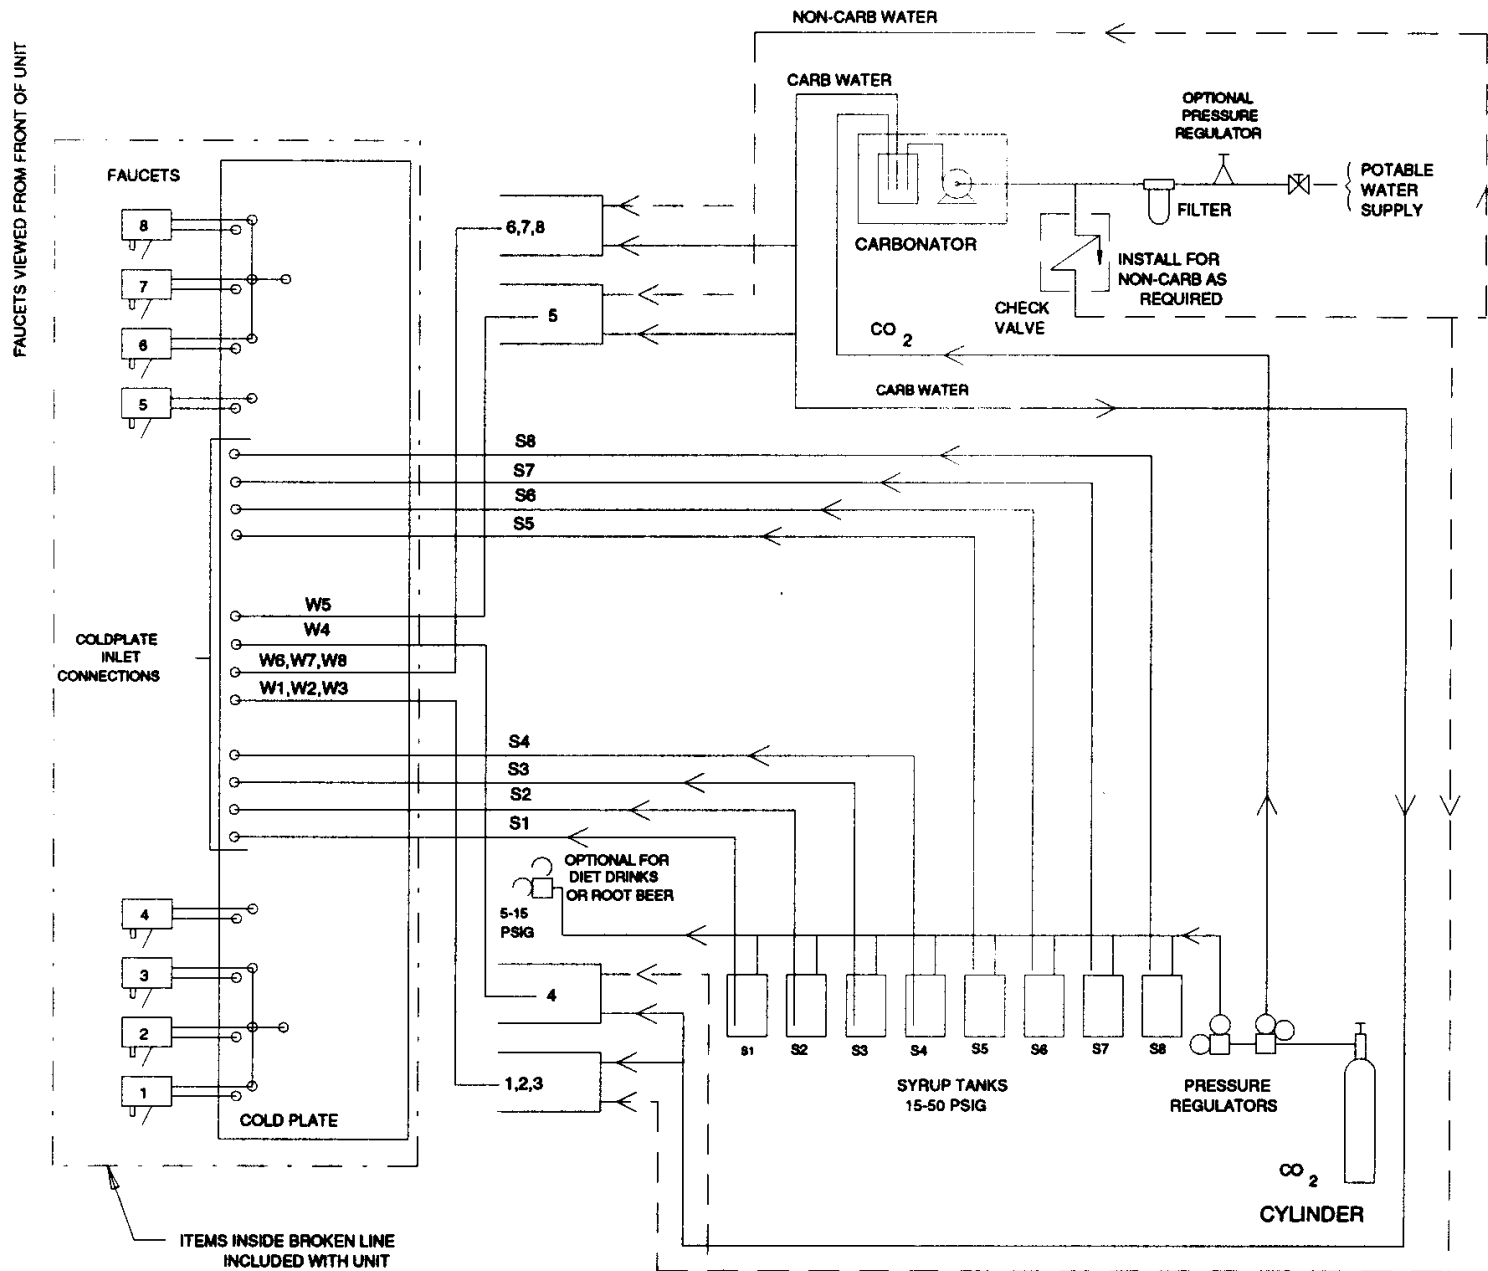 NON-CARB WATER
FAUCETS VIEWED FROM FRONT OF UNIT
CARB WATER
OPTIONAL
PRESSURE
REGULATOR
POTABLE
WATER
SUPPLY
FILTER
CARBONATOR
INSTALL FOR
NON-CARB AS
REQUIRED
CHECK
VALVE
CO 2
CARB WATER
FAUCETS
8
7
6
5
6,7,8
5
S8
S7
S6
S5
W5
W4
W6,W7,W8
W1,W2,W3
COLDPLATE
INLET
CONNECTIONS
S4
S3
S2
S1
OPTIONAL FOR
DIET DRINKS
OR ROOT BEER
5-15
PSIG
4
3
2
1
4
1,2,3
COLD PLATE
S1 S2 S3 S4 S5 S6 S7 S8
SYRUP TANKS
15-50 PSIG
PRESSURE
REGULATORS
CO 2
CYLINDER
ITEMS INSIDE BROKEN LINE
INCLUDED WITH UNIT